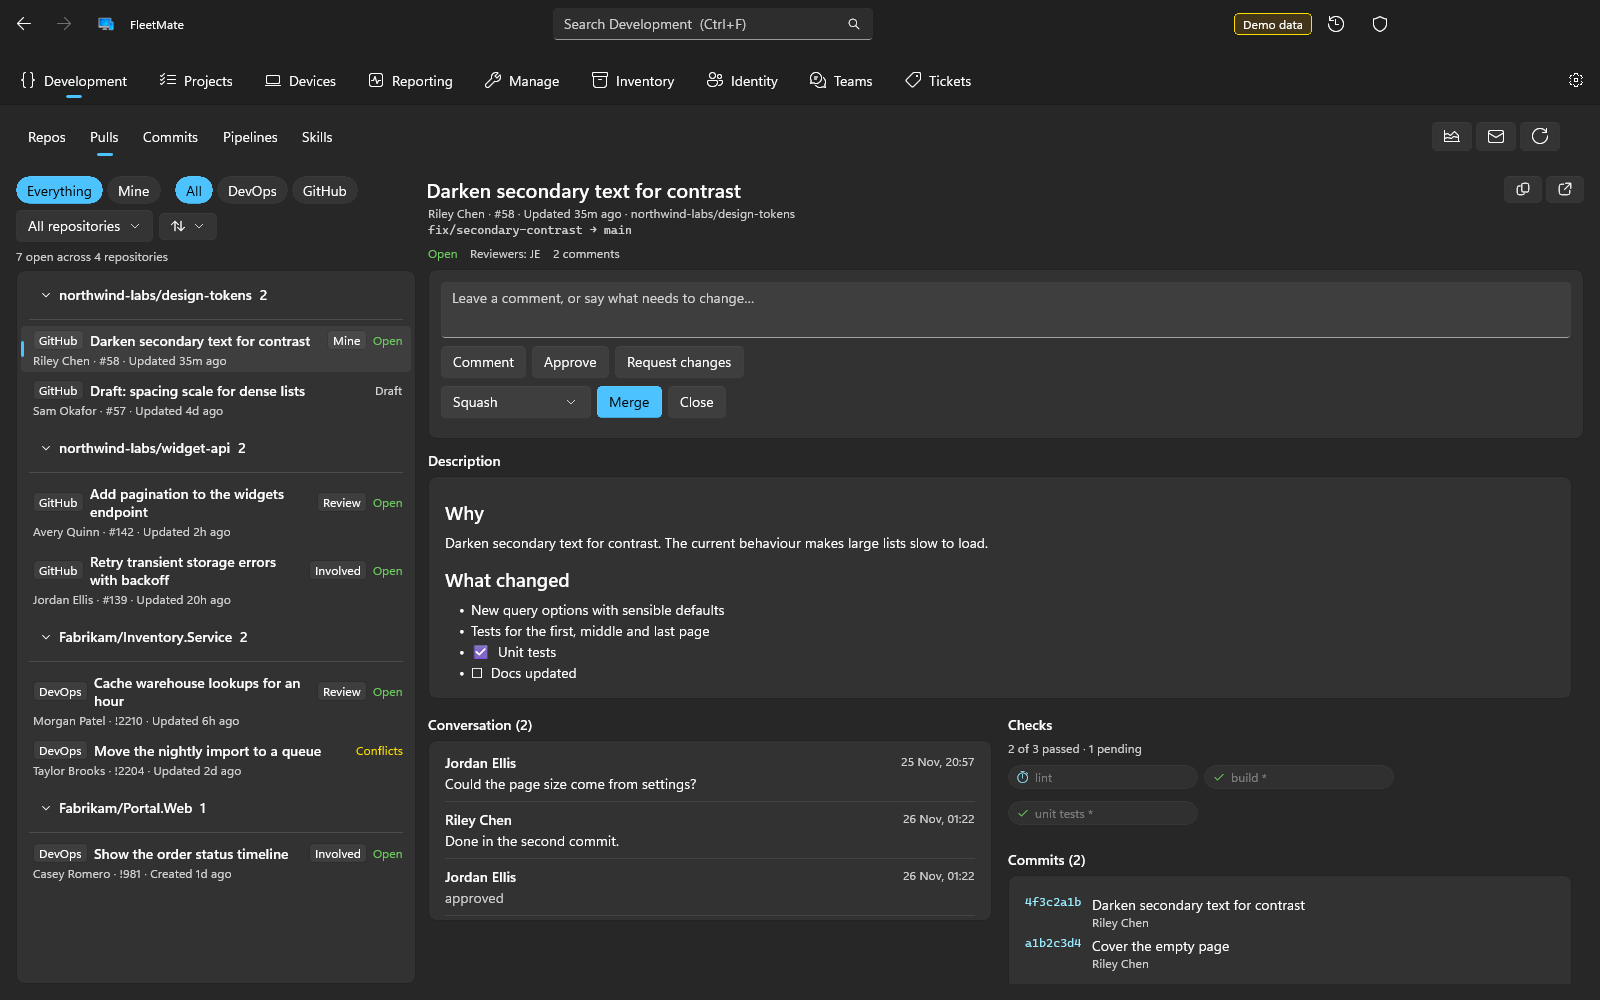 FleetMate
Search Development (Ctrl+F)
Demo data
Development
Projects
Devices
Reporting
Manage
Inventory
Identity
Teams
Tickets
Repos
Pulls
Commits
Pipelines
Skills
Everything
Mine
All
DevOps
GitHub
All repositories
7 open across 4 repositories
northwind-labs/design-tokens 2
GitHub Darken secondary text for contrast Mine Open
Riley Chen · #58 · Updated 35m ago
GitHub Draft: spacing scale for dense lists Draft
Sam Okafor · #57 · Updated 4d ago
northwind-labs/widget-api 2
GitHub Add pagination to the widgets endpoint Review Open
Avery Quinn · #142 · Updated 2h ago
GitHub Retry transient storage errors with backoff Involved Open
Jordan Ellis · #139 · Updated 20h ago
Fabrikam/Inventory.Service 2
DevOps Cache warehouse lookups for an hour Review Open
Morgan Patel · !2210 · Updated 6h ago
DevOps Move the nightly import to a queue Conflicts
Taylor Brooks · !2204 · Updated 2d ago
Fabrikam/Portal.Web 1
DevOps Show the order status timeline Involved Open
Casey Romero · !981 · Created 1d ago
Darken secondary text for contrast
Riley Chen · #58 · Updated 35m ago · northwind-labs/design-tokens
fix/secondary-contrast → main
Open Reviewers: JE 2 comments
Leave a comment, or say what needs to change...
Comment
Approve
Request changes
Squash
Merge
Close
Description
Why
Darken secondary text for contrast. The current behaviour makes large lists slow to load.
What changed
• New query options with sensible defaults
• Tests for the first, middle and last page
• Unit tests
• Docs updated
Conversation (2)
Jordan Ellis 25 Nov, 20:57
Could the page size come from settings?
Riley Chen 26 Nov, 01:22
Done in the second commit.
Jordan Ellis 26 Nov, 01:22
approved
Checks
2 of 3 passed · 1 pending
lint
build *
unit tests *
Commits (2)
4f3c2a1b Darken secondary text for contrast
Riley Chen
a1b2c3d4 Cover the empty page
Riley Chen